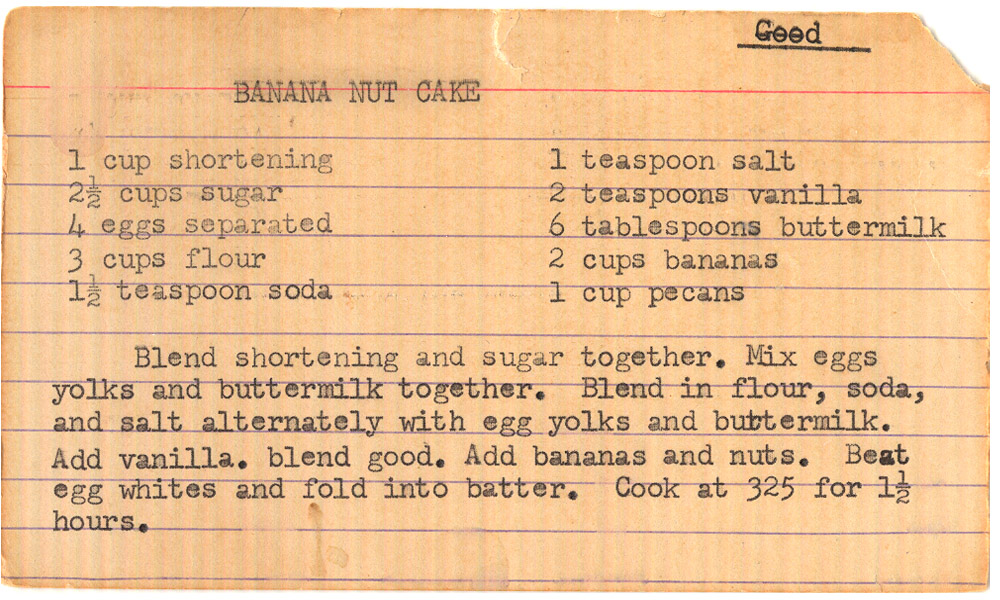 Good
BANANA NUT CAKE
1 cup shortening
2½ cups sugar
4 eggs separated
3 cups flour
1½ teaspoon soda
1 teaspoon salt
2 teaspoons vanilla
6 tablespoons buttermilk
2 cups bananas
1 cup pecans
Blend shortening and sugar together. Mix eggs
yolks and buttermilk together. Blend in flour, soda,
and salt alternately with egg yolks and buttermilk.
Add vanilla. blend good. Add bananas and nuts. Beat
egg whites and fold into batter. Cook at 325 for 1½
hours.